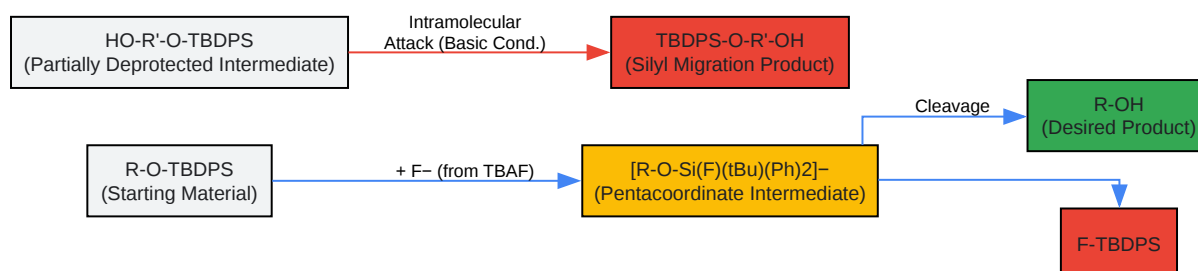 HO-R'-O-TBDPS
(Partially Deprotected Intermediate)
Intramolecular
Attack (Basic Cond.)
TBDPS-O-R'-OH
(Silyl Migration Product)
R-O-TBDPS
(Starting Material)
+ F− (from TBAF)
[R-O-Si(F)(tBu)(Ph)2]−
(Pentacoordinate Intermediate)
Cleavage
R-OH
(Desired Product)
F-TBDPS